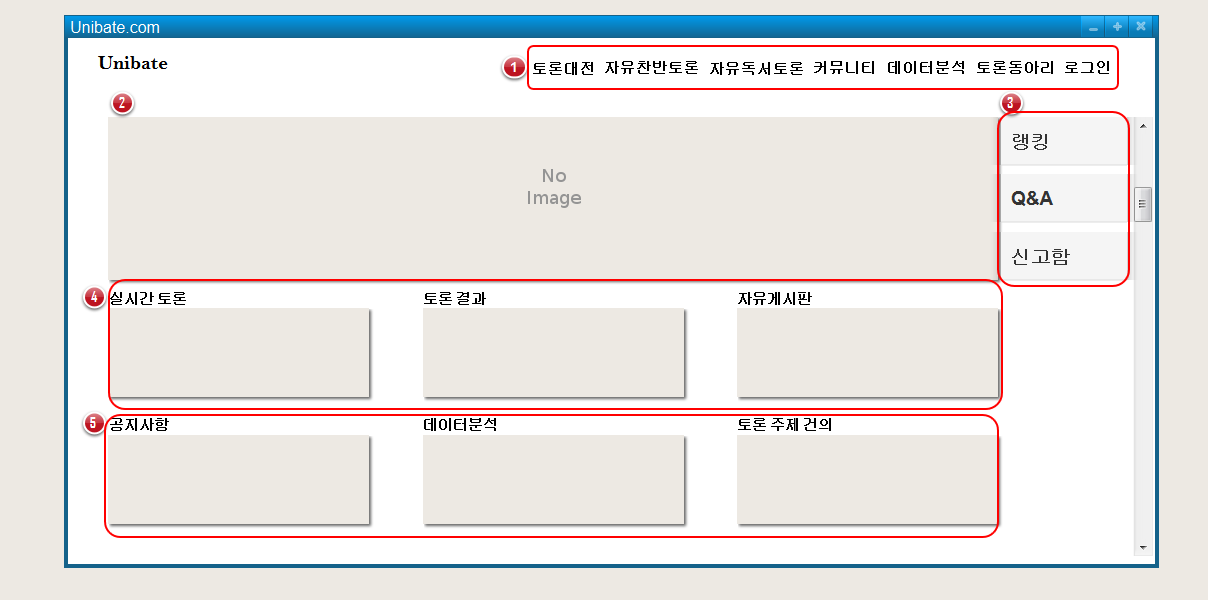 Unibate.com
Unibate
1 토론대전 자유찬반토론 자유독서토론 커뮤니티 데이터분석 토론동아리 로그인
2
3
No
Image
랭킹
Q&A
신고함
4
실시간 토론 토론 결과 자유게시판
5
공지사항 데이터분석 토론 주제 건의